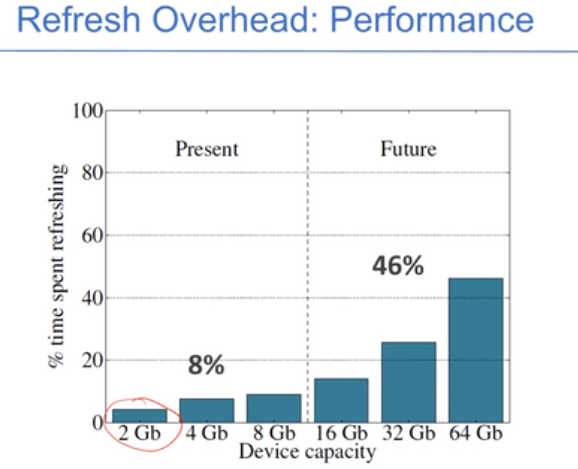 Refresh Overhead: Performance
100
Present
Future
80
60
46%
40
20
8%
0
% time spent refreshing
2 Gb 4 Gb 8 Gb 16 Gb 32 Gb 64 Gb
Device capacity